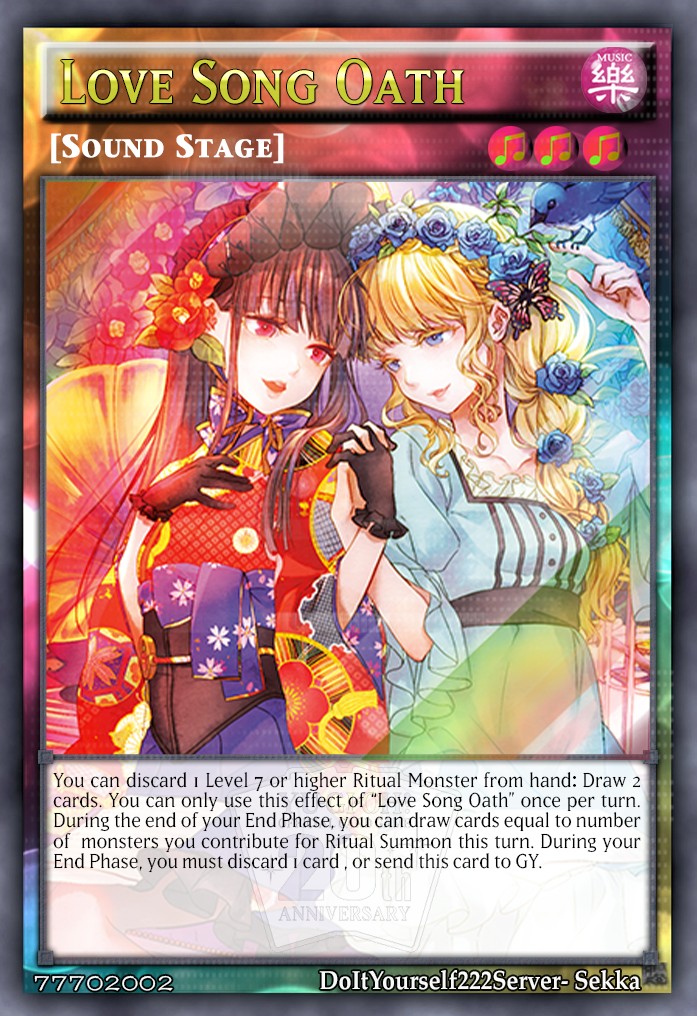 LOVE SONG OATH
MUSIC
樂
[SOUND STAGE]
You can discard 1 Level 7 or higher Ritual Monster from hand: Draw 2
cards. You can only use this effect of “Love Song Oath” once per turn.
During the end of your End Phase, you can draw cards equal to number
of monsters you contribute for Ritual Summon this turn. During your
End Phase, you must discard 1 card , or send this card to GY.
20th
ANNIVERSARY
77702002
DoItYourself222Server- Sekka